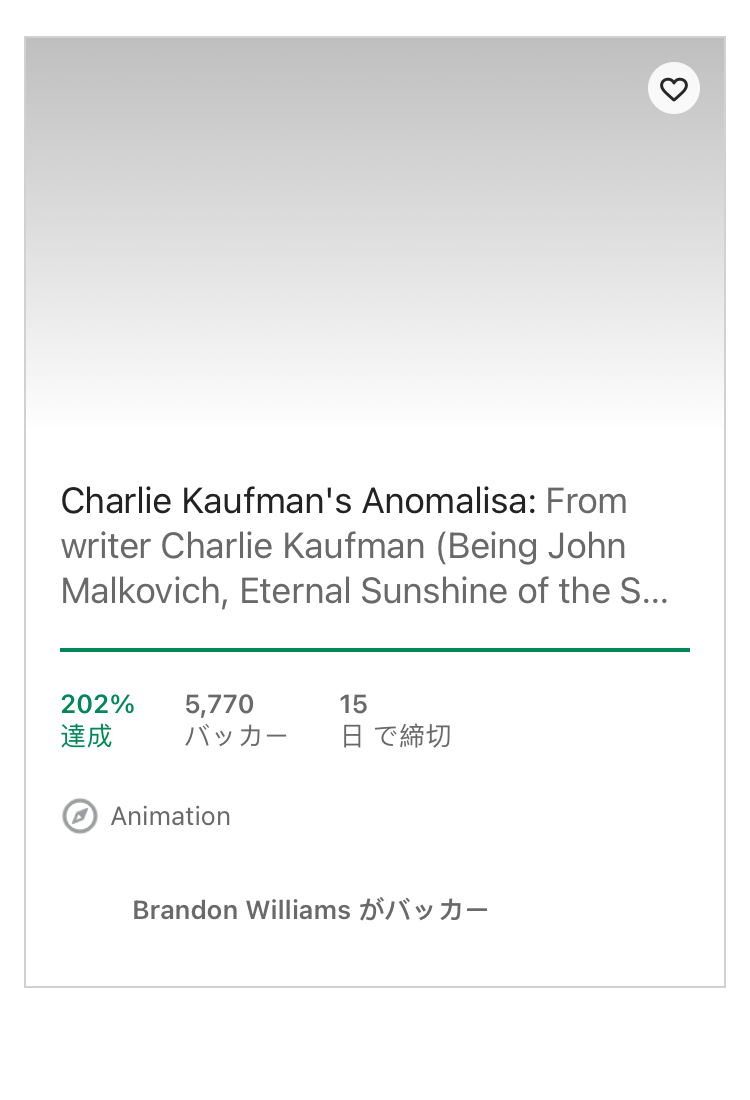 Charlie Kaufman's Anomalisa: From
writer Charlie Kaufman (Being John
Malkovich, Eternal Sunshine of the S...
202% 5,770 15
達成 バッカー 日 で締切
Animation
Brandon Williams がバッカー